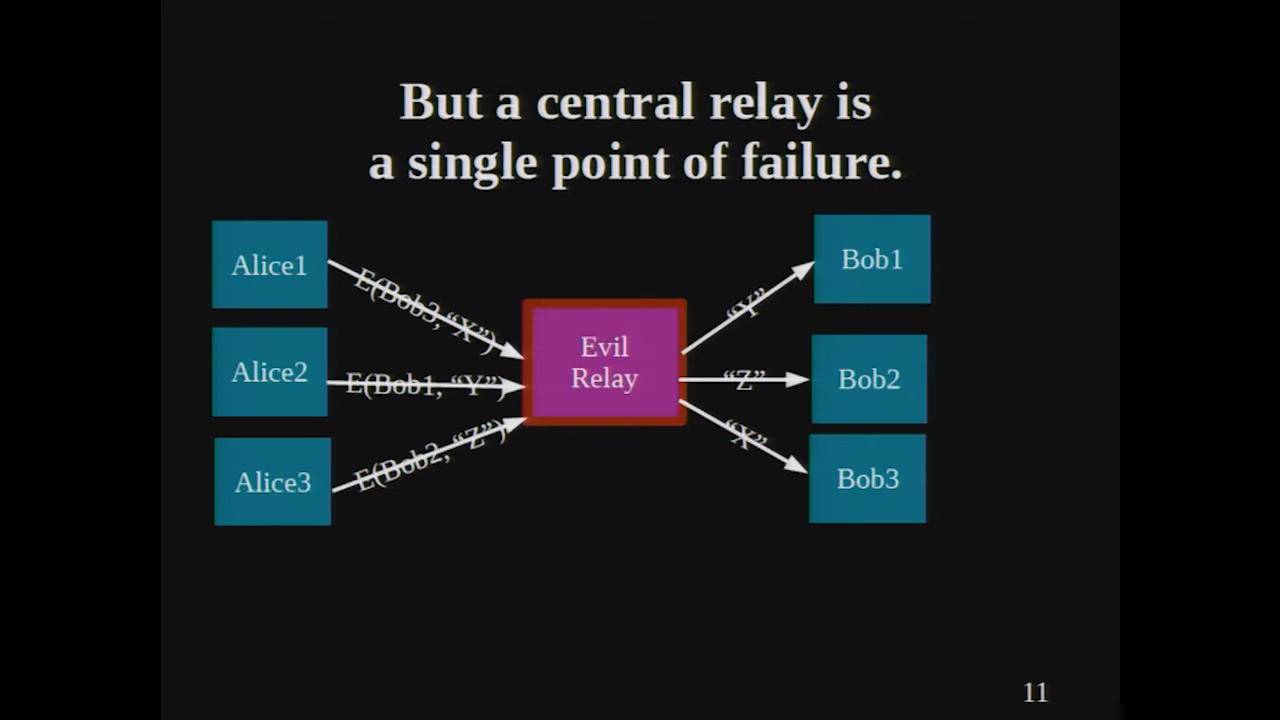 But a central relay is
a single point of failure.
Alice1
E(Bob3, “X”)
Alice2
E(Bob1, “Y”)
Alice3
E(Bob2, “Z”)
Evil
Relay
“Y”
Bob1
“Z”
Bob2
“X”
Bob3
11